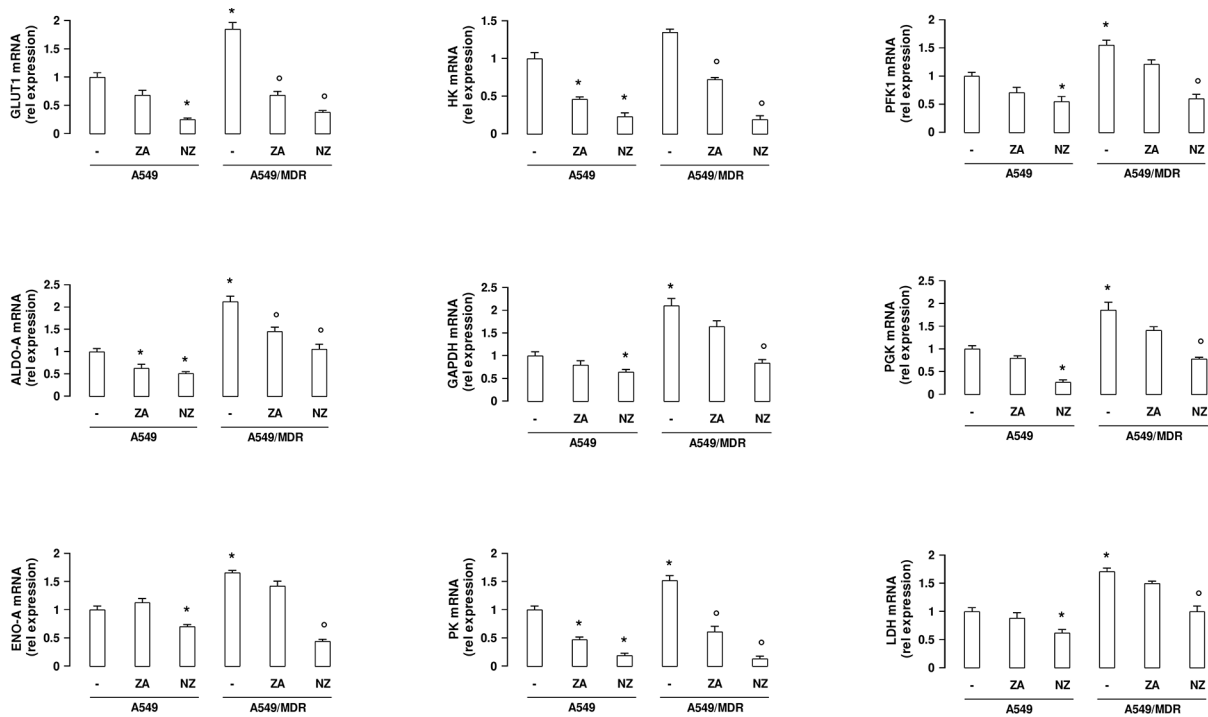 GLUT1 mRNA
(rel expression)
2
1.5
1
0.5
0
*
*
°
°
- ZA NZ - ZA NZ
A549 A549/MDR
HK mRNA
(rel expression)
1.5
1
0.5
0
*
*
°
°
- ZA NZ - ZA NZ
A549 A549/MDR
PFK1 mRNA
(rel expression)
2
1.5
1
0.5
0
*
*
°
- ZA NZ - ZA NZ
A549 A549/MDR
ALDO-A mRNA
(rel expression)
2.5
2
1.5
1
0.5
0
*
*
*
°
°
- ZA NZ - ZA NZ
A549 A549/MDR
GAPDH mRNA
(rel expression)
2.5
2
1.5
1
0.5
0
*
*
°
- ZA NZ - ZA NZ
A549 A549/MDR
PGK mRNA
(rel expression)
2.5
2
1.5
1
0.5
0
*
*
°
- ZA NZ - ZA NZ
A549 A549/MDR
ENO-A mRNA
(rel expression)
2
1.5
1
0.5
0
*
*
°
- ZA NZ - ZA NZ
A549 A549/MDR
PK mRNA
(rel expression)
2
1.5
1
0.5
0
*
*
*
°
°
- ZA NZ - ZA NZ
A549 A549/MDR
LDH mRNA
(rel expression)
2
1.5
1
0.5
0
*
*
°
- ZA NZ - ZA NZ
A549 A549/MDR